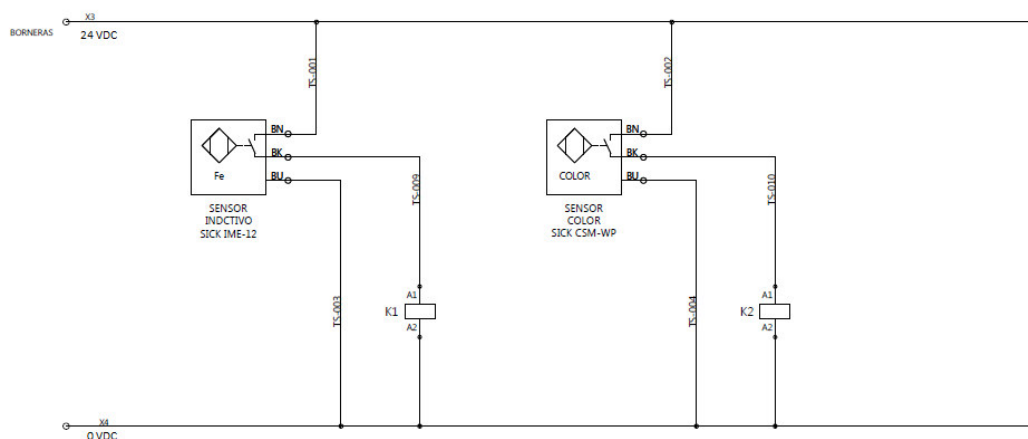 X3
BORNERAS
24 VDC
TS-001
TS-002
BN
BK
BU
Fe
SENSOR
INDCTIVO
SICK IME-12
TS-009
BN
BK
BU
COLOR
SENSOR
COLOR
SICK CSM-WP
TS-010
TS-003
K1
A1
A2
TS-004
K2
A1
A2
X4
0 VDC